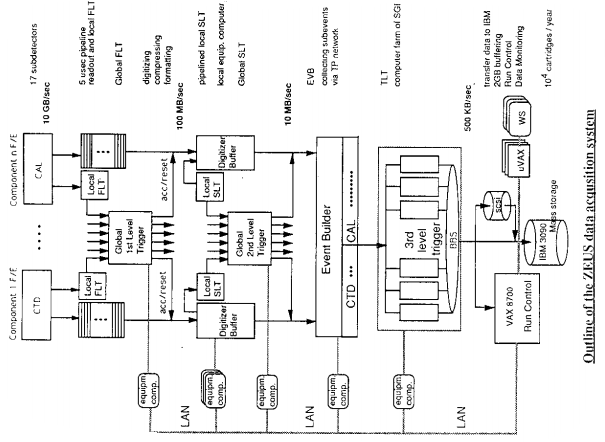 Component 1 F/E
Component n F/E
17 subdetectors
CTD
CAL
10 GB/sec
Local
FLT
Local
FLT
5 usec pipeline
readout and local FLT
Global
1st Level
Trigger
Global FLT
acc/reset
acc/reset
digitizing
compressing
formatting
100 MB/sec
equipm.
comp.
LAN
Digitizer
Buffer
Local
SLT
Local
SLT
Digitizer
Buffer
pipelined local SLT
local equip. computer
equipm.
comp.
Global
2nd Level
Trigger
Global SLT
equipm.
comp.
10 MB/sec
Event Builder
CTD
CAL
EVB
collecting subevents
via TP network
equipm.
comp.
LAN
3rd
level
trigger
TLT
computer farm of SGI
equipm.
comp.
BBS
500 KB/sec
LAN
SCSI
transfer data to IBM
2GB buffering
Run Control
Data Monitoring
VAX 8700
Run Control
uVAX
WS
IBM 3090
Mass storage
10⁴ cartridges / year
Outline of the ZEUS data acquisition system